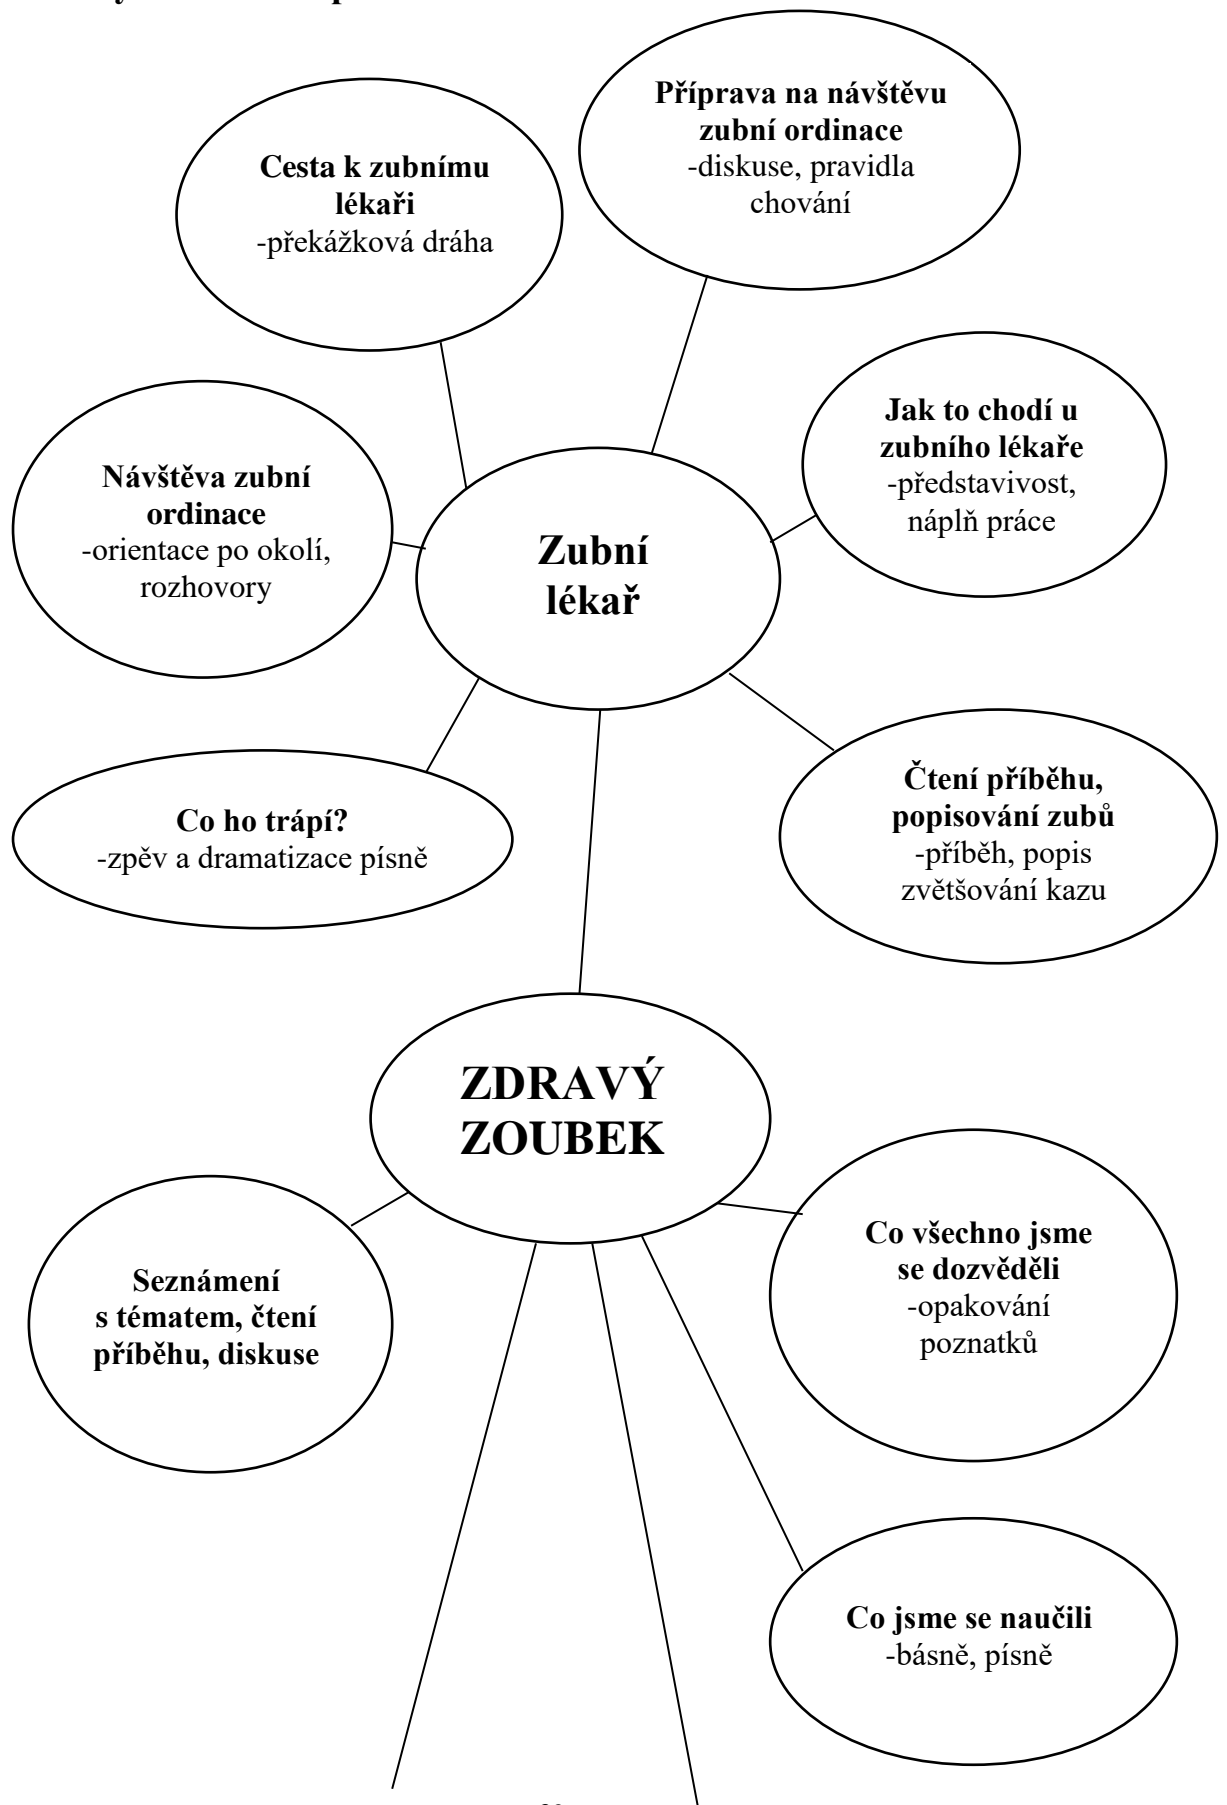 Příprava na návštěvu
zubní ordinace
-diskuse, pravidla
chování
Cesta k zubnímu
lékaři
-překážková dráha
Jak to chodí u
zubního lékaře
-představivost,
náplň práce
Návštěva zubní
ordinace
-orientace po okolí,
rozhovory
Zubní
lékař
Co ho trápí?
-zpěv a dramatizace písně
Čtení příběhu,
popisování zubů
-příběh, popis
zvětšování kazu
ZDRAVÝ
ZOUBEK
Seznámení
s tématem, čtení
příběhu, diskuse
Co všechno jsme
se dozvěděli
-opakování
poznatků
Co jsme se naučili
-básně, písně